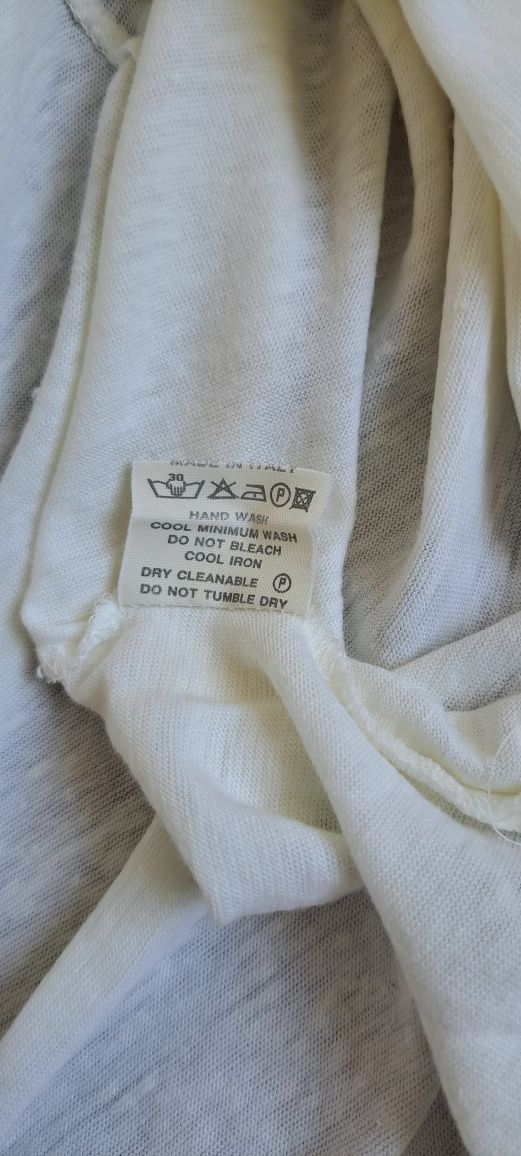 MADE IN ITALY
30 P
HAND WASH
COOL MINIMUM WASH
DO NOT BLEACH
COOL IRON
DRY CLEANABLE P
DO NOT TUMBLE DRY